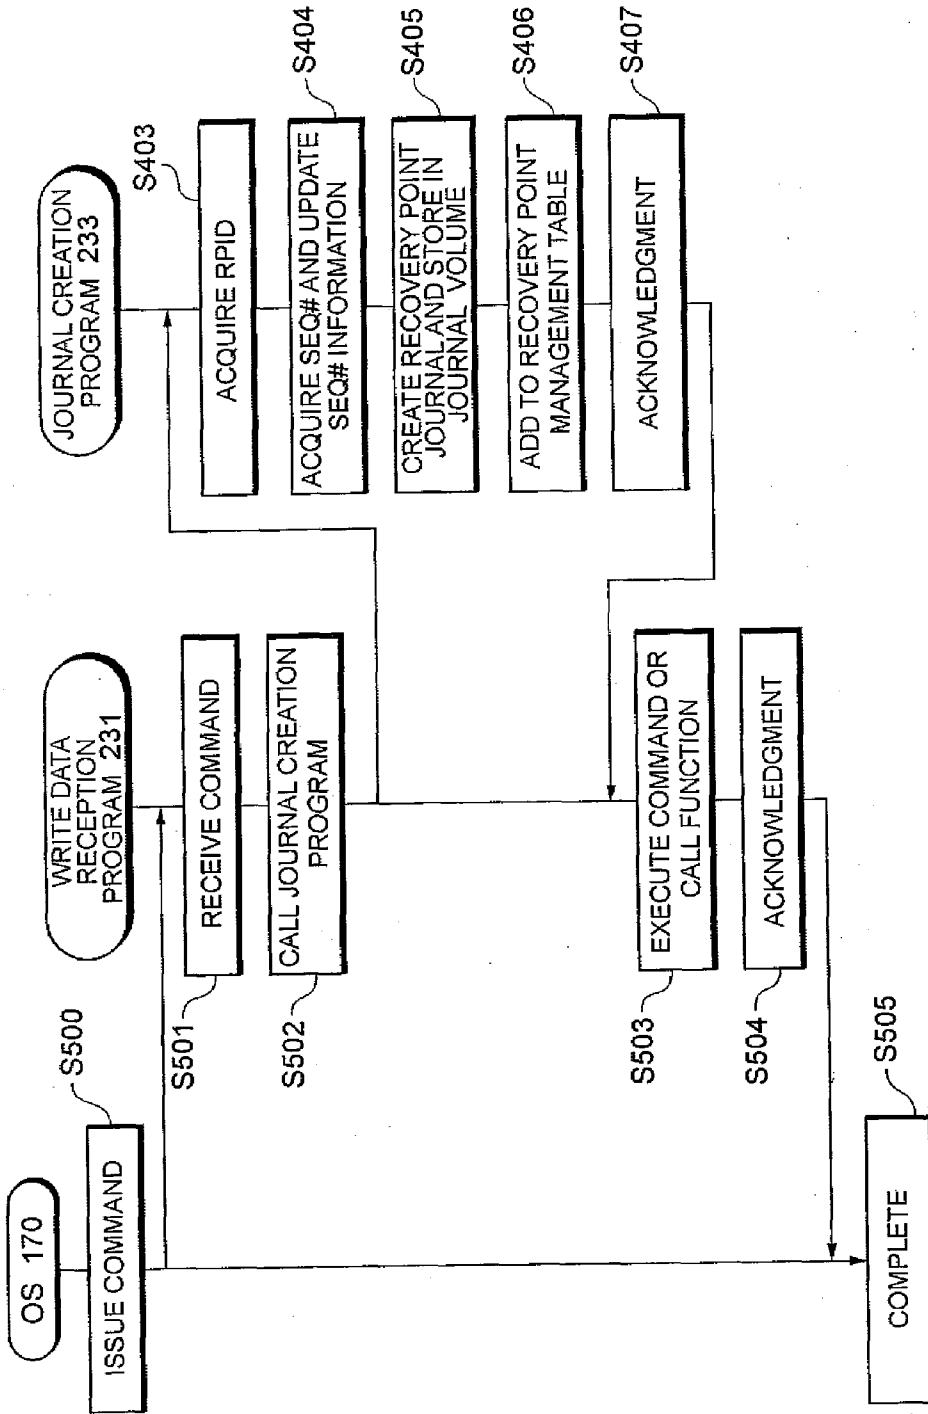 OS 170
ISSUE COMMAND
S500
COMPLETE
S505
WRITE DATA
RECEPTION
PROGRAM 231
RECEIVE COMMAND
S501
CALL JOURNAL CREATION
PROGRAM
S502
EXECUTE COMMAND OR
CALL FUNCTION
S503
ACKNOWLEDGMENT
S504
JOURNAL CREATION
PROGRAM 233
S403
ACQUIRE RPID
ACQUIRE SEQ# AND UPDATE
SEQ# INFORMATION
S404
CREATE RECOVERY POINT
JOURNAL AND STORE IN
JOURNAL VOLUME
S405
ADD TO RECOVERY POINT
MANAGEMENT TABLE
S406
ACKNOWLEDGMENT
S407